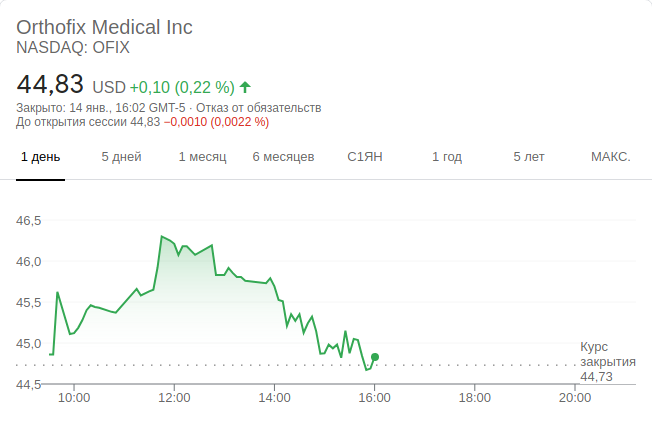 Orthofix Medical Inc
NASDAQ: OFIX
44,83 USD +0,10 (0,22 %)
Закрыто: 14 янв., 16:02 GMT-5 · Отказ от обязательств
До открытия сессии 44,83 −0,0010 (0,0022 %)
1 день 5 дней 1 месяц 6 месяцев С1ЯН 1 год 5 лет МАКС.
46,5
46,0
45,5
45,0
44,5
Курс
закрытия
44,73
10:00 12:00 14:00 16:00 18:00 20:00